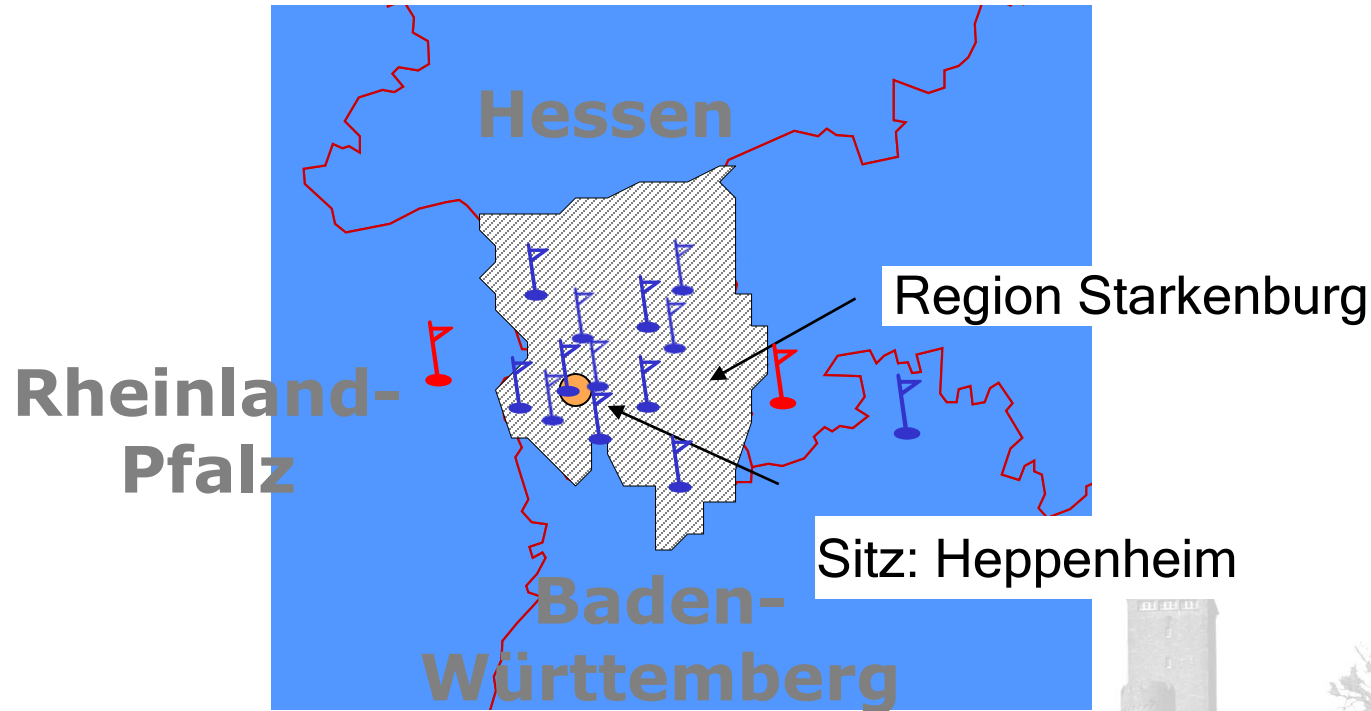 Hessen
Region Starkenburg
Rheinland-
Pfalz
Sitz: Heppenheim
Baden-
Württemberg